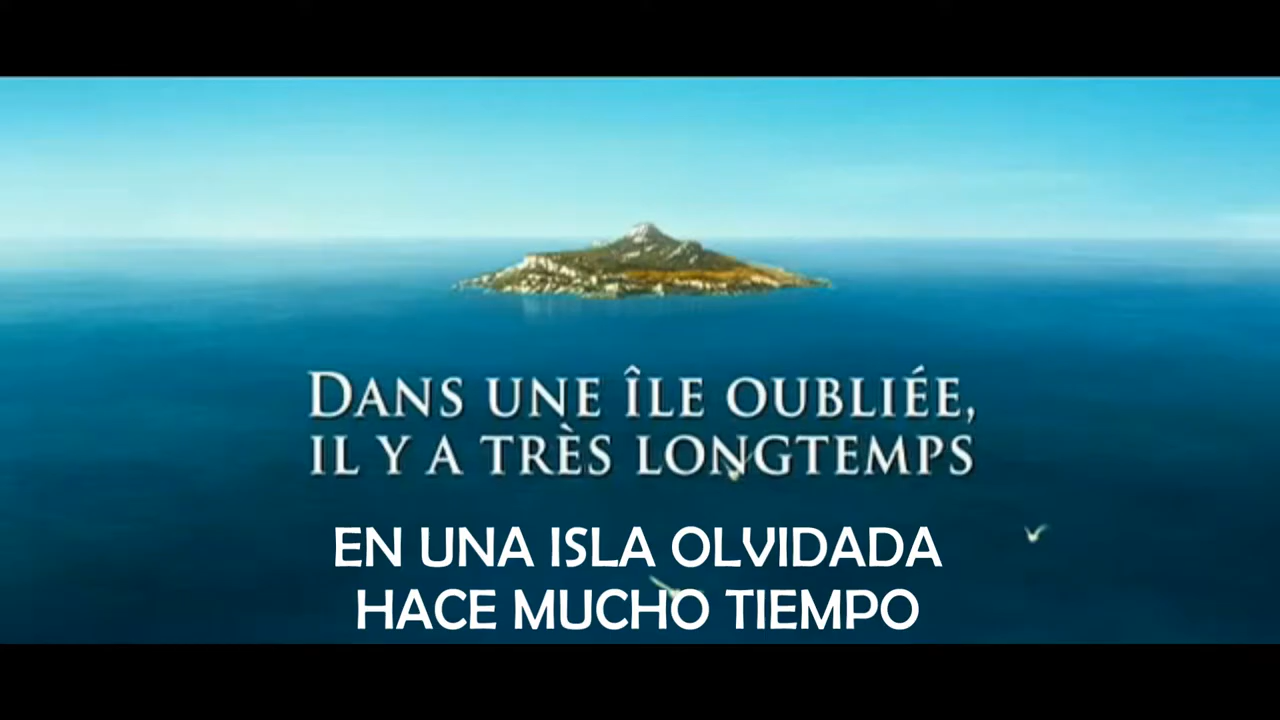 DANS UNE ÎLE OUBLIÉE,
IL Y A TRÈS LONGTEMPS
EN UNA ISLA OLVIDADA
HACE MUCHO TIEMPO